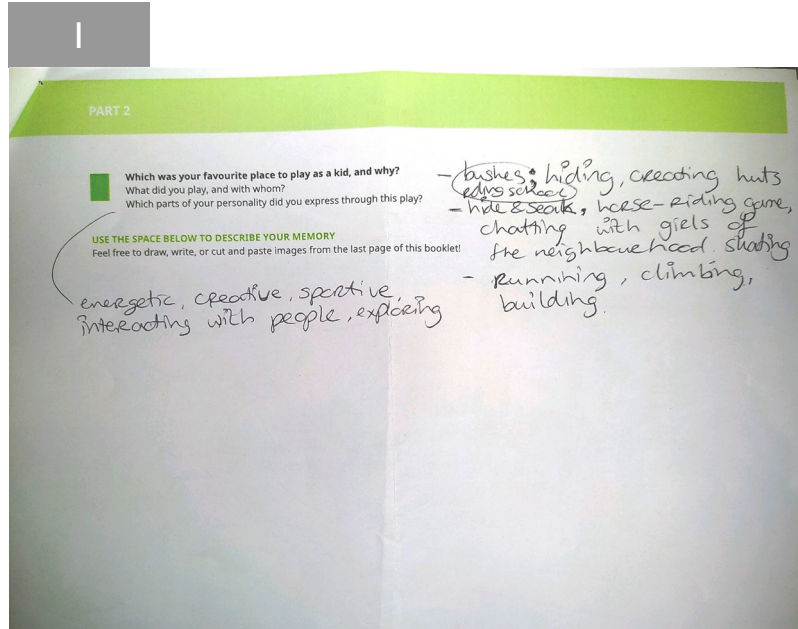 I
PART 2
Which was your favourite place to play as a kid, and why?
What did you play, and with whom?
Which parts of your personality did you express through this play?
USE THE SPACE BELOW TO DESCRIBE YOUR MEMORY
Feel free to draw, write, or cut and paste images from the last page of this booklet!
energetic, creative, sportive,
interacting with people, exploring
- bushes; hiding, creating huts
school
- hide & seak, horse-riding game,
chatting with girls of
the neighbourhood. skating
- runnining, climbing,
building.